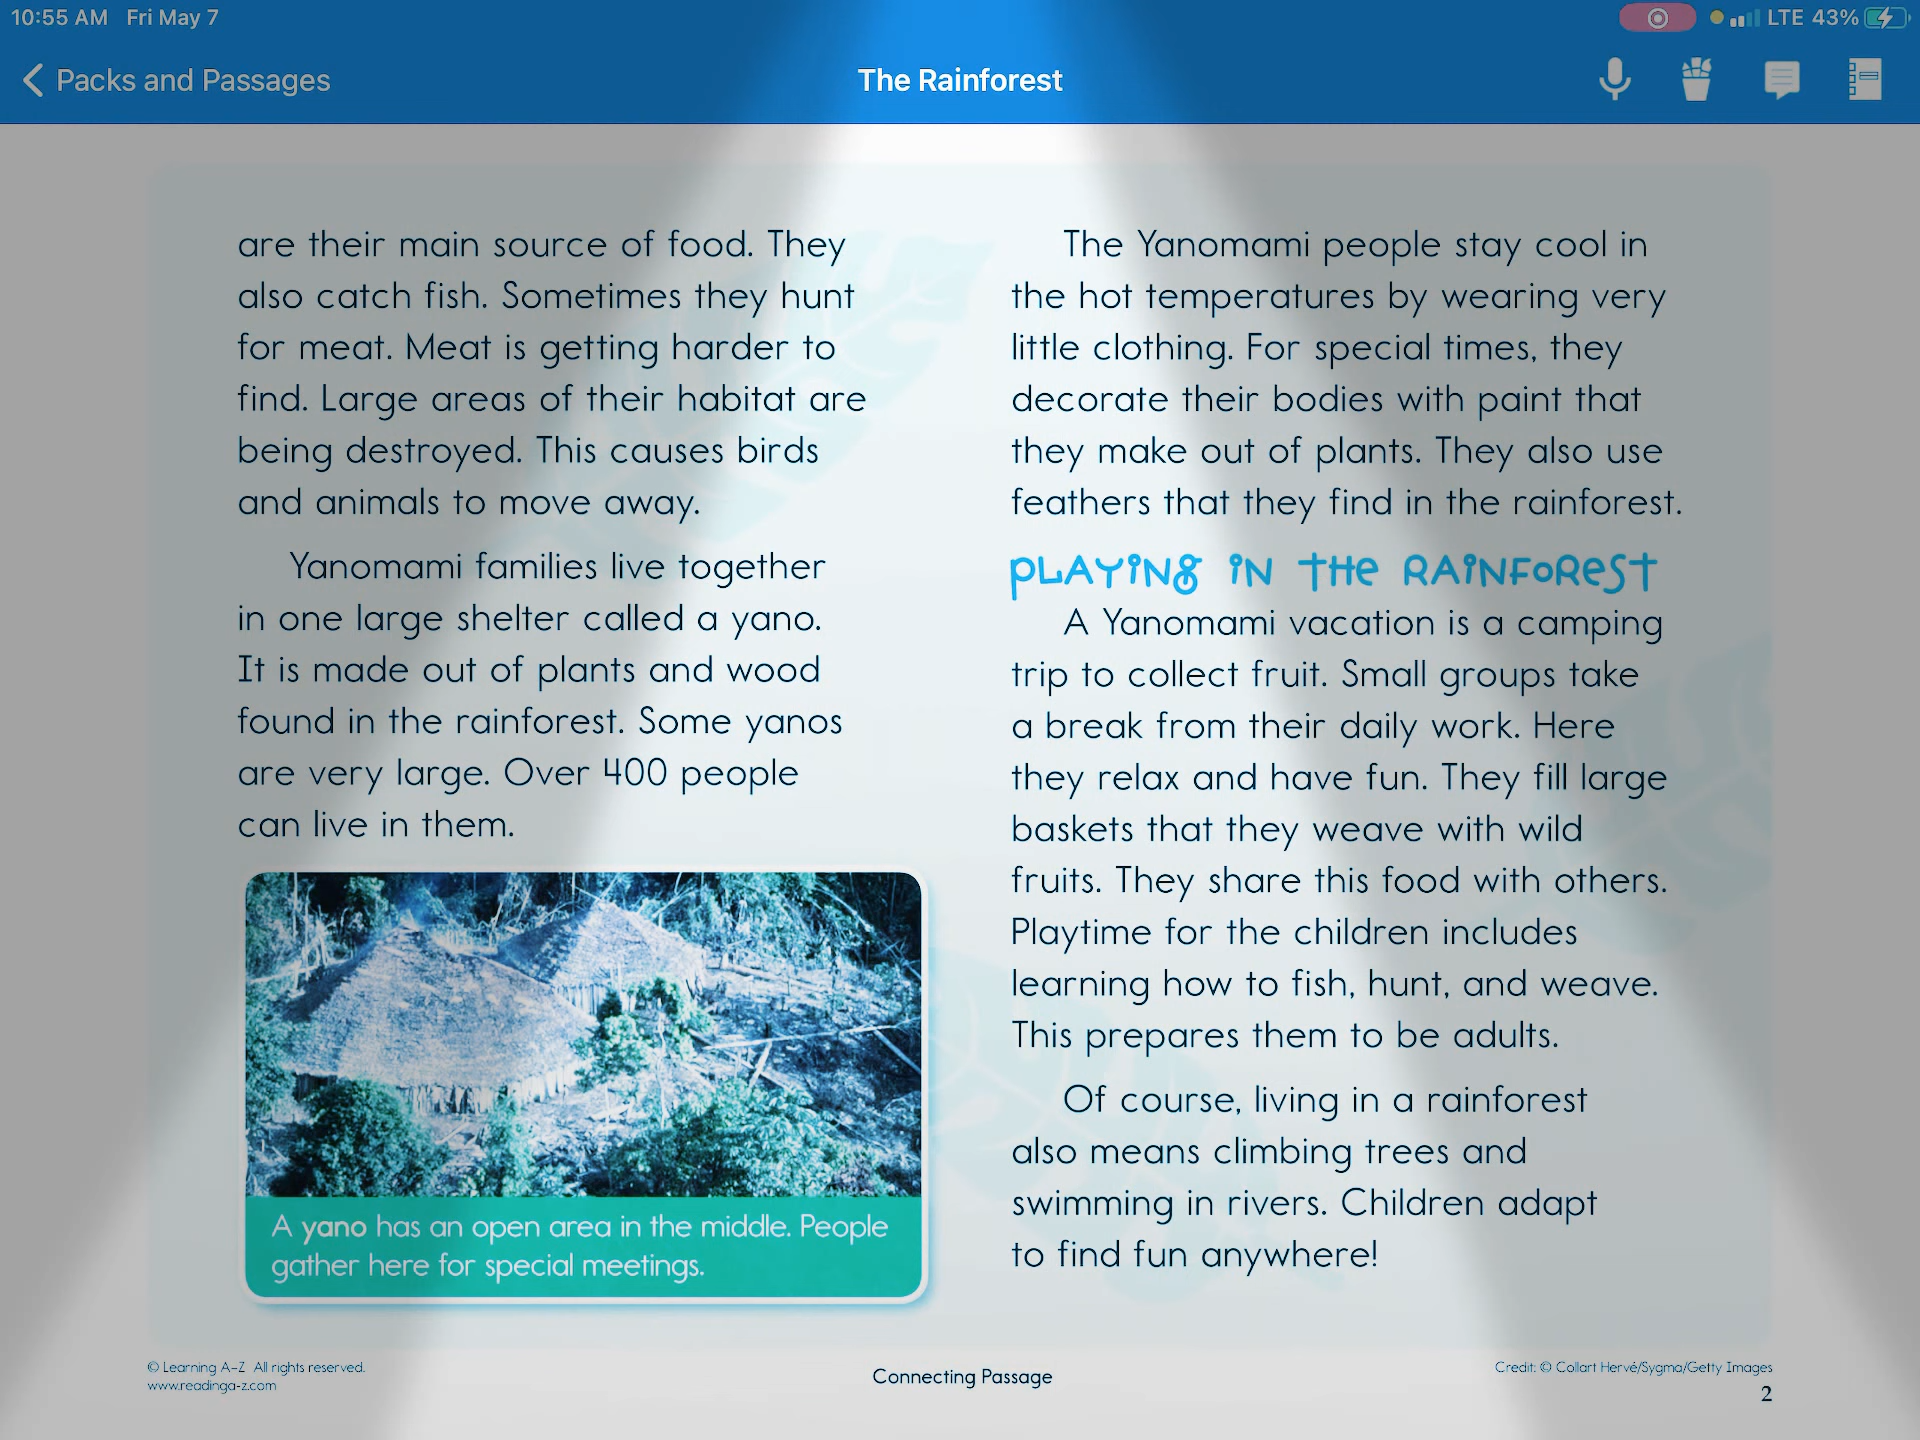 10:55 AM Fri May 7
LTE 43%
Packs and Passages
The Rainforest
are their main source of food. They
also catch fish. Sometimes they hunt
for meat. Meat is getting harder to
find. Large areas of their habitat are
being destroyed. This causes birds
and animals to move away.
Yanomami families live together
in one large shelter called a yano.
It is made out of plants and wood
found in the rainforest. Some yanos
are very large. Over 400 people
can live in them.
A yano has an open area in the middle. People
gather here for special meetings.
The Yanomami people stay cool in
the hot temperatures by wearing very
little clothing. For special times, they
decorate their bodies with paint that
they make out of plants. They also use
feathers that they find in the rainforest.
PLAYiNg iN tHe RAiNFoReSt
A Yanomami vacation is a camping
trip to collect fruit. Small groups take
a break from their daily work. Here
they relax and have fun. They fill large
baskets that they weave with wild
fruits. They share this food with others.
Playtime for the children includes
learning how to fish, hunt, and weave.
This prepares them to be adults.
Of course, living in a rainforest
also means climbing trees and
swimming in rivers. Children adapt
to find fun anywhere!
© Learning A–Z All rights reserved.
www.readinga-z.com
Connecting Passage
Credit: © Collart Hervé/Sygma/Getty Images
2